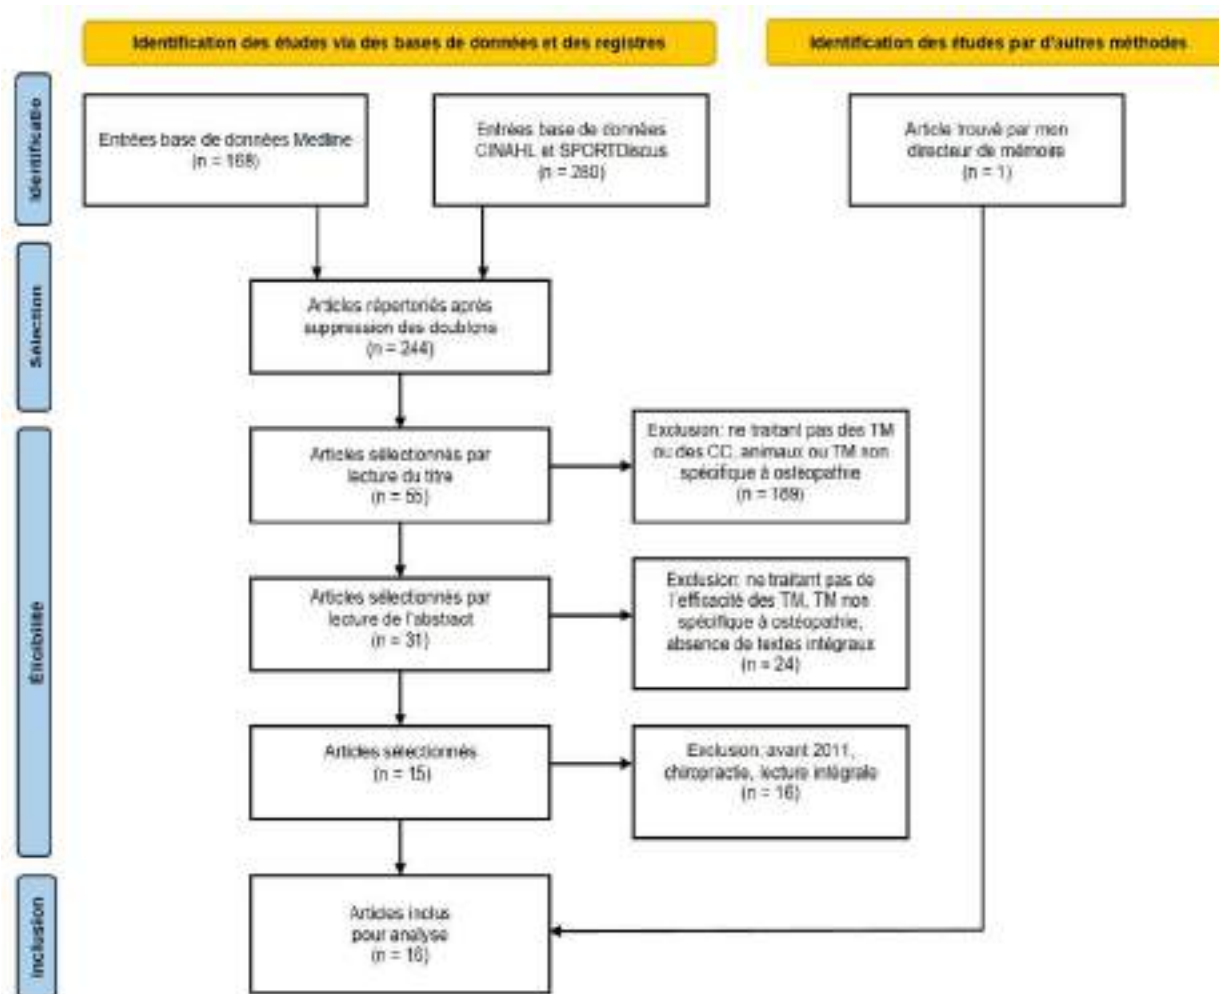 Identification des études via des bases de données et des registres
Identification des études par d'autres méthodes
Identificatio
Entrées base de données Medline
(n = 168)
Entrées base de données
CINAHL et SPORTDiscus
(n = 280)
Article trouvé par mon
directeur de mémoire
(n = 1)
Sélection
Articles répertoriés après
suppression des doublons
(n = 244)
Éligibilité
Articles sélectionnés par
lecture du titre
(n = 55)
Exclusion: ne traitant pas des TM
ou des CC, animaux ou TM non
spécifique à ostéopathie
(n = 189)
Articles sélectionnés par
lecture de l'abstract
(n = 31)
Exclusion: ne traitant pas de
l'efficacité des TM, TM non
spécifique à ostéopathie,
absence de textes intégraux
(n = 24)
Articles sélectionnés
(n = 15)
Exclusion: avant 2011,
chiropractie, lecture intégrale
(n = 16)
Inclusion
Articles inclus
pour analyse
(n = 16)